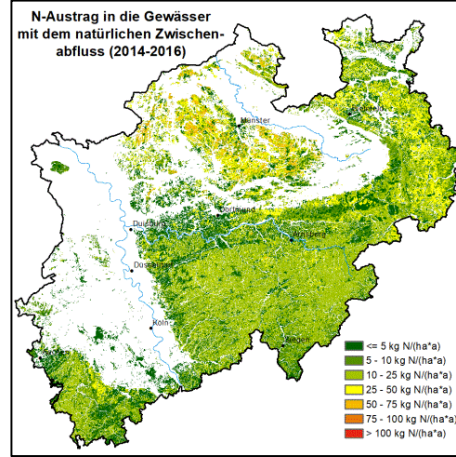 N-Austrag in die Gewässer
mit dem natürlichen Zwischen-
abfluss (2014-2016)
Münster
Bielefeld
Dortmund
Duisburg
Arnsberg
Düsseldorf
Köln
Siegen
<= 5 kg N/(ha*a)
5 - 10 kg N/(ha*a)
10 - 25 kg N/(ha*a)
25 - 50 kg N/(ha*a)
50 - 75 kg N/(ha*a)
75 - 100 kg N/(ha*a)
> 100 kg N/(ha*a)